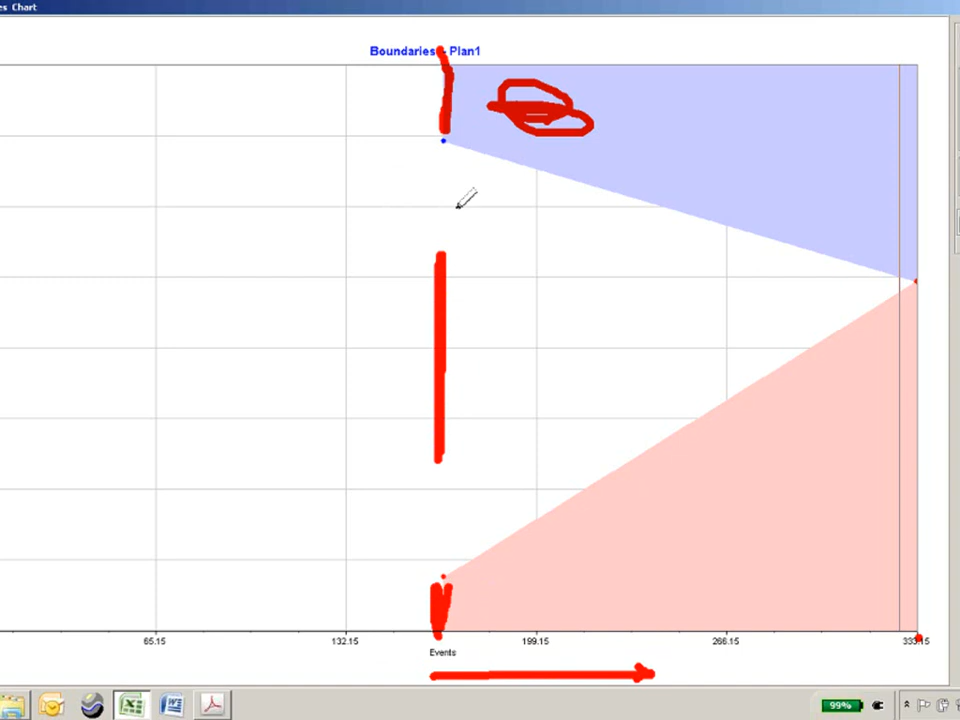 es Chart
Boundaries - Plan1
65.15 132.15 199.15 266.15 333.15
Events
99%